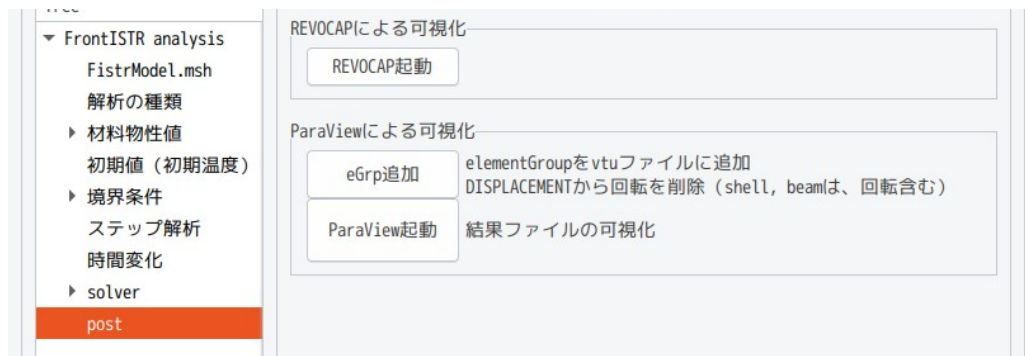 FrontISTR analysis
FistrModel.msh
解析の種類
材料物性値
初期値（初期温度）
境界条件
ステップ解析
時間変化
solver
post
REVOCAPによる可視化
REVOCAP起動
ParaViewによる可視化
eGrp追加
elementGroupをvtuファイルに追加
DISPLACEMENTから回転を削除（shell, beamは、回転含む）
ParaView起動
結果ファイルの可視化